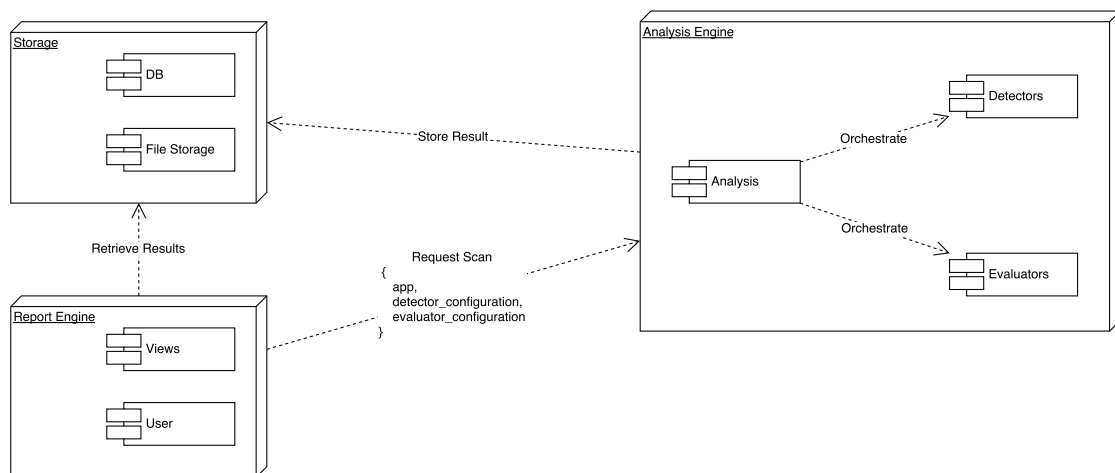 Storage
DB
File Storage
Analysis Engine
Detectors
Orchestrate
Analysis
Orchestrate
Evaluators
Store Result
Retrieve Results
Request Scan
{
app,
detector_configuration,
evaluator_configuration
}
Report Engine
Views
User